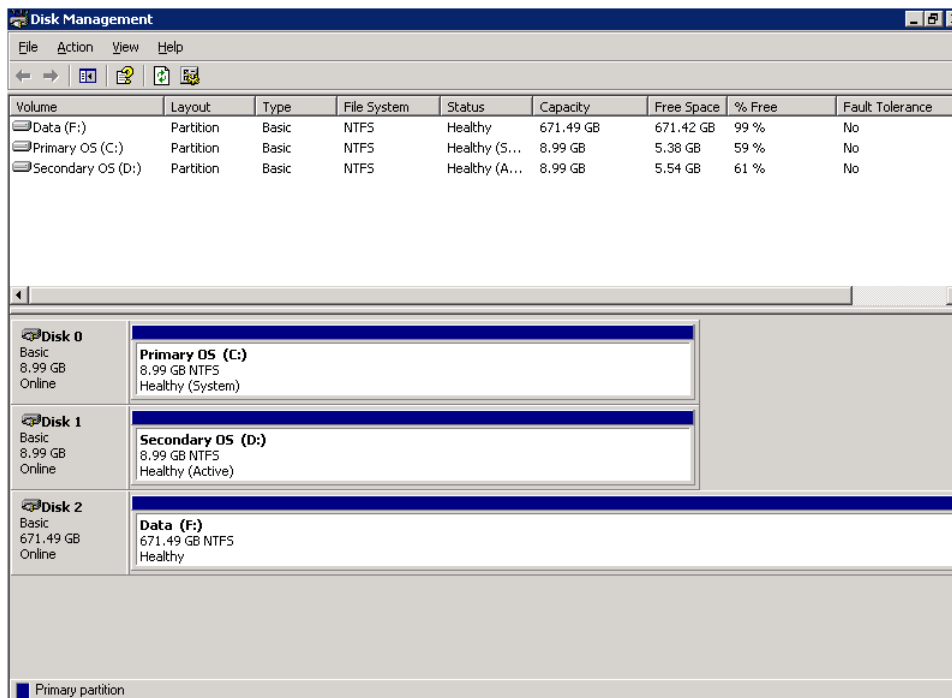 Disk Management
File Action View Help
Volume Layout Type File System Status Capacity Free Space % Free Fault Tolerance
Data (F:) Partition Basic NTFS Healthy 671.49 GB 671.42 GB 99 % No
Primary OS (C:) Partition Basic NTFS Healthy (S... 8.99 GB 5.38 GB 59 % No
Secondary OS (D:) Partition Basic NTFS Healthy (A... 8.99 GB 5.54 GB 61 % No
Disk 0
Basic
8.99 GB
Online
Primary OS (C:)
8.99 GB NTFS
Healthy (System)
Disk 1
Basic
8.99 GB
Online
Secondary OS (D:)
8.99 GB NTFS
Healthy (Active)
Disk 2
Basic
671.49 GB
Online
Data (F:)
671.49 GB NTFS
Healthy
Primary partition